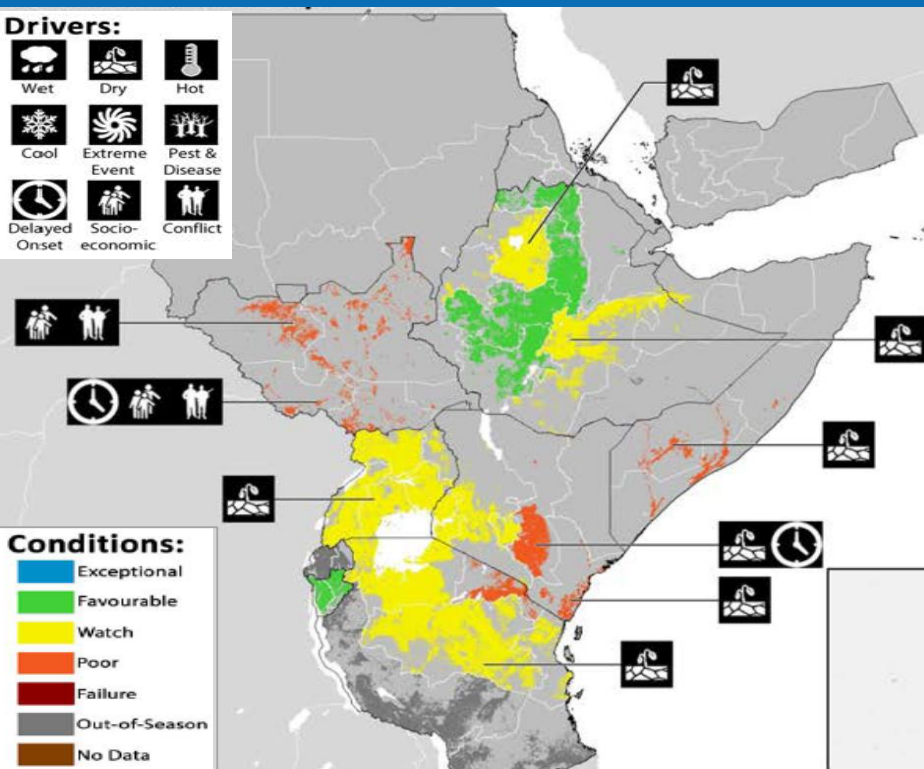 Drivers:
Wet
Dry
Hot
Cool
Extreme
Event
Pest &
Disease
Delayed
Onset
Socio-
economic
Conflict
Conditions:
Exceptional
Favourable
Watch
Poor
Failure
Out-of-Season
No Data